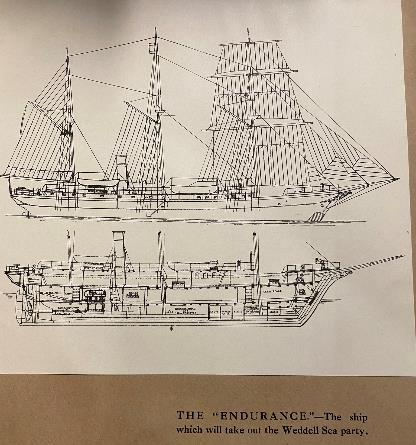 THE "ENDURANCE."—The ship
which will take out the Weddell Sea party.